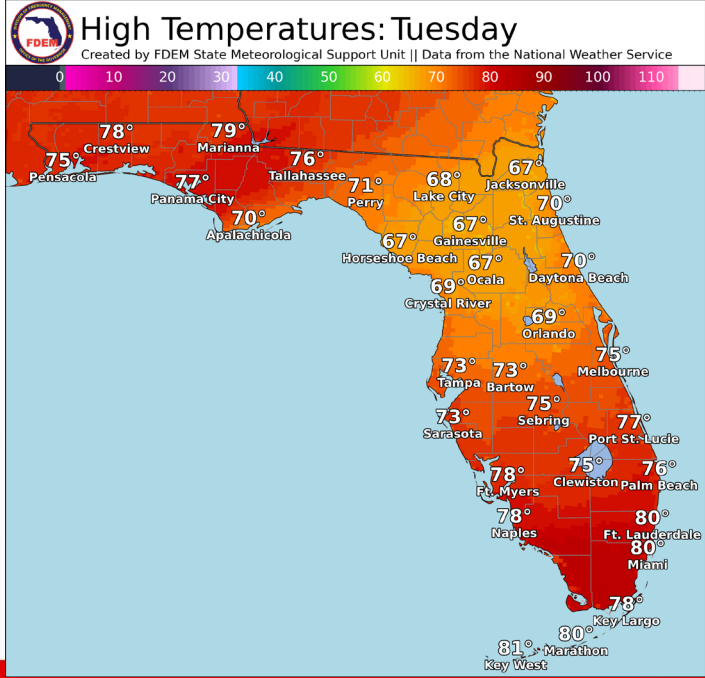 High Temperatures: Tuesday
Created by FDEM State Meteorological Support Unit || Data from the National Weather Service
FDEM
0 10 20 30 40 50 60 70 80 90 100 110
78°
Crestview
79°
Marianna
75°
Pensacola
77°
Panama City
76°
Tallahassee
70°
Apalachicola
71°
Perry
68°
Lake City
67°
Jacksonville
70°
St. Augustine
67°
Gainesville
67°
Horseshoe Beach
67°
Ocala
70°
Daytona Beach
69°
Crystal River
69°
Orlando
75°
Melbourne
73°
Tampa
73°
Bartow
75°
Sebring
73°
Sarasota
77°
Port St. Lucie
75°
Clewiston
76°
Palm Beach
78°
Ft. Myers
78°
Naples
80°
Ft. Lauderdale
80°
Miami
78°
Key Largo
80°
Marathon
81°
Key West